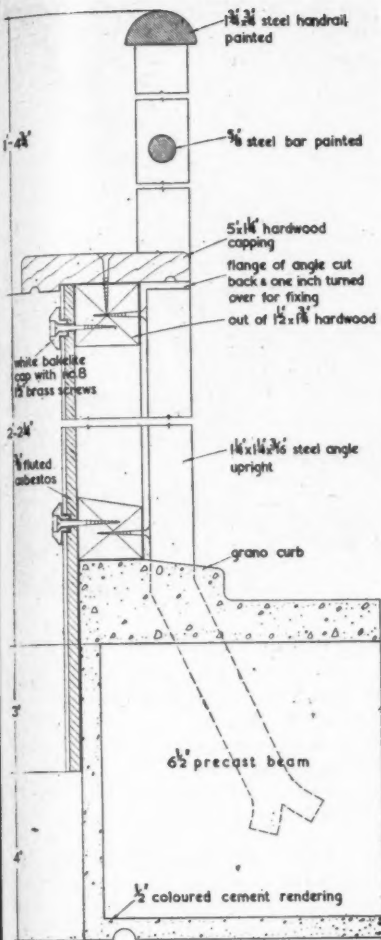 1¾"x¾" steel handrail
painted
1'-4¾"
⅝" steel bar painted
5"x1¼" hardwood
capping
flange of angle cut
back & one inch turned
over for fixing
out of 1½"x1¾" hardwood
white bakelite
cap with no.8
1½" brass screws
2'-2¼"
fluted
asbestos
1¼"x1¼"x3/16" steel angle
upright
grano curb
3"
6½" precast beam
4"
½" coloured cement rendering